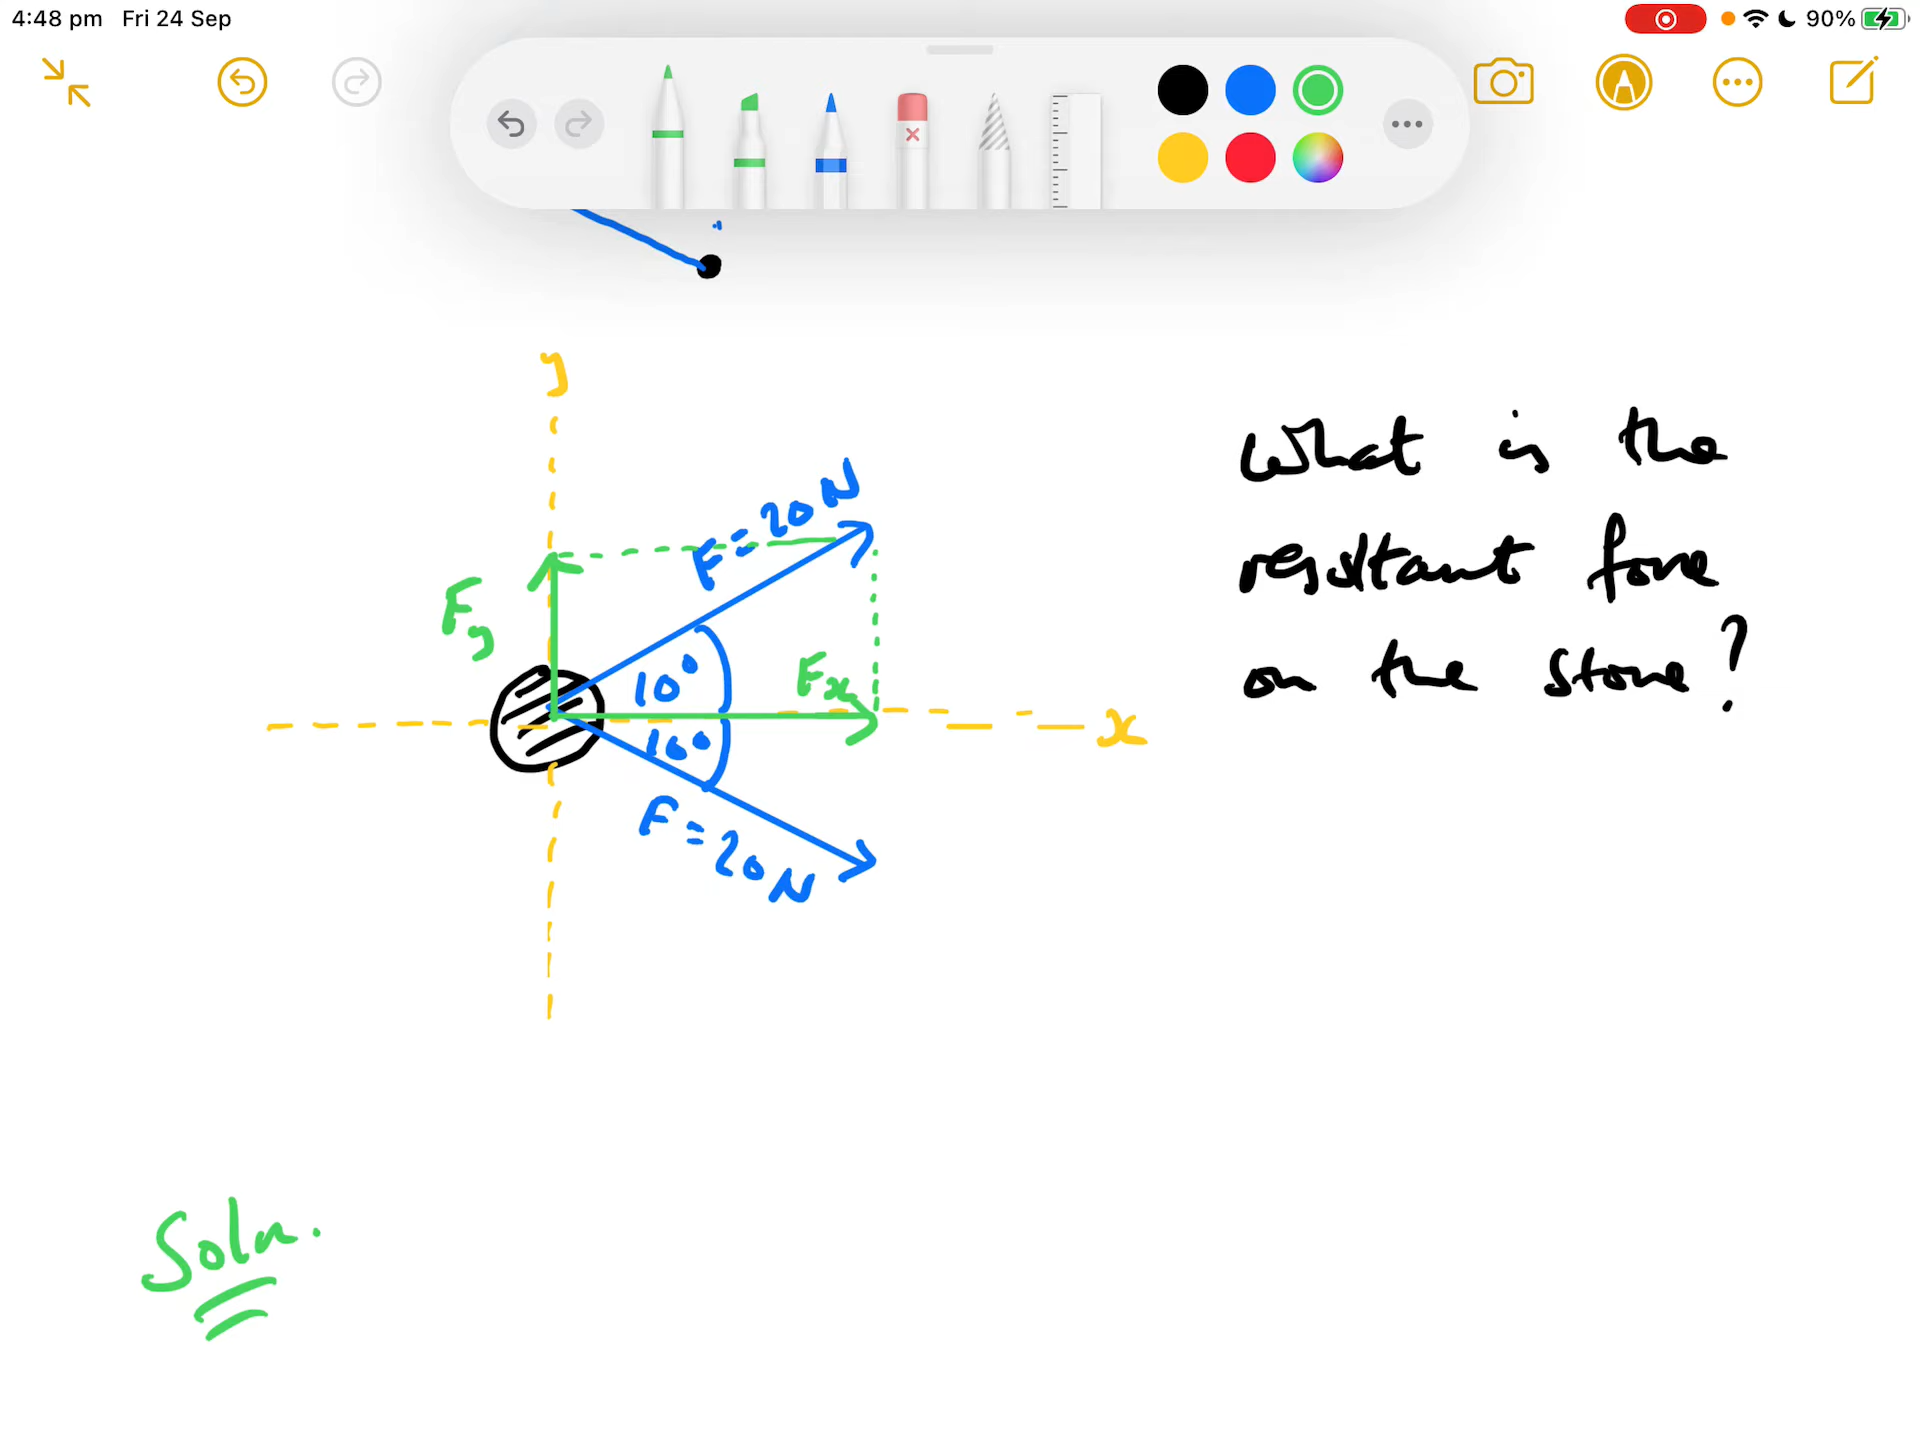 4:48 pm Fri 24 Sep
90%
y
F = 20 N
What is the
resultant force
on the stone?
Fy
10°
Fx
x
10°
F = 20 N
Soln.